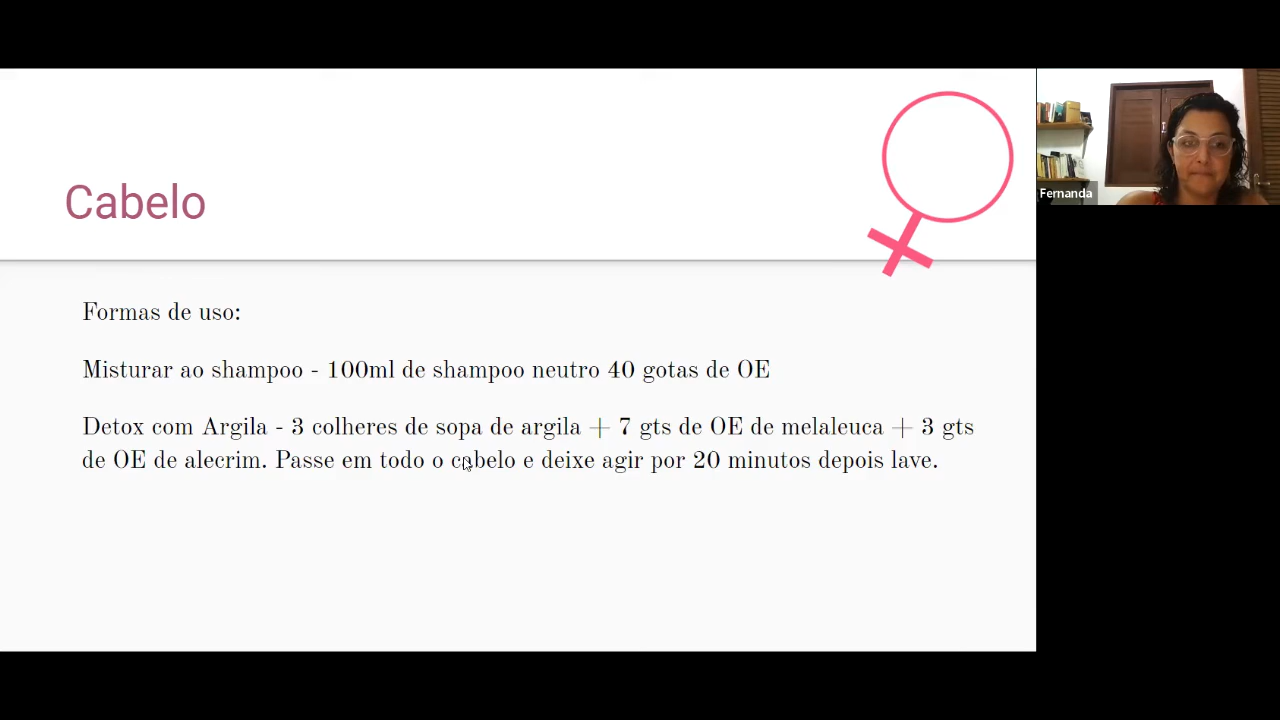 Cabelo
Fernanda
Formas de uso:
Misturar ao shampoo - 100ml de shampoo neutro 40 gotas de OE
Detox com Argila - 3 colheres de sopa de argila + 7 gts de OE de melaleuca + 3 gts
de OE de alecrim. Passe em todo o cabelo e deixe agir por 20 minutos depois lave.